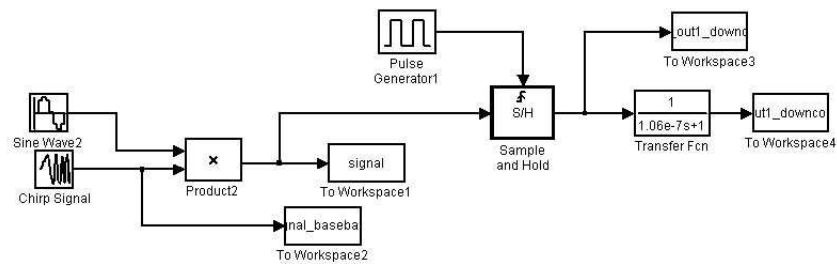 _out1_downc
To Workspace3
Pulse
Generator1
S/H
Sample
and Hold
1
1.06e-7s+1
Transfer Fcn
ut1_downco
To Workspace4
Sine Wave2
×
Product2
signal
To Workspace1
Chirp Signal
nal_baseba
To Workspace2